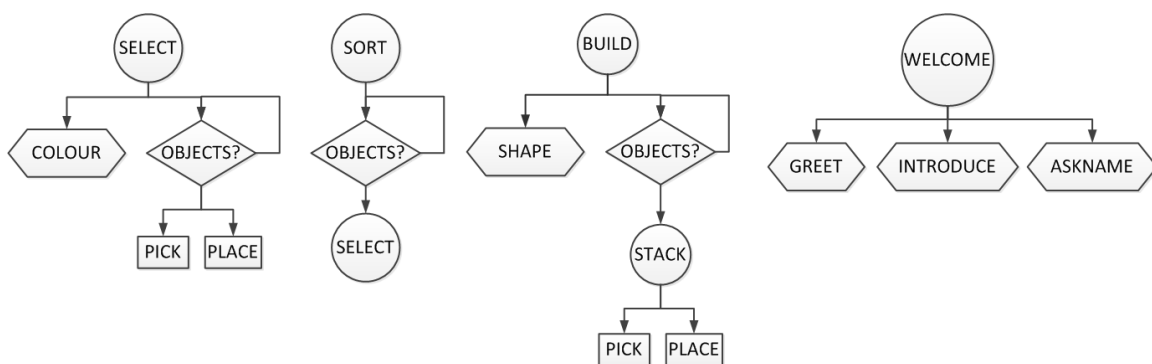 SELECT
COLOUR
OBJECTS?
PICK
PLACE
SORT
OBJECTS?
SELECT
BUILD
SHAPE
OBJECTS?
STACK
PICK
PLACE
WELCOME
GREET
INTRODUCE
ASKNAME